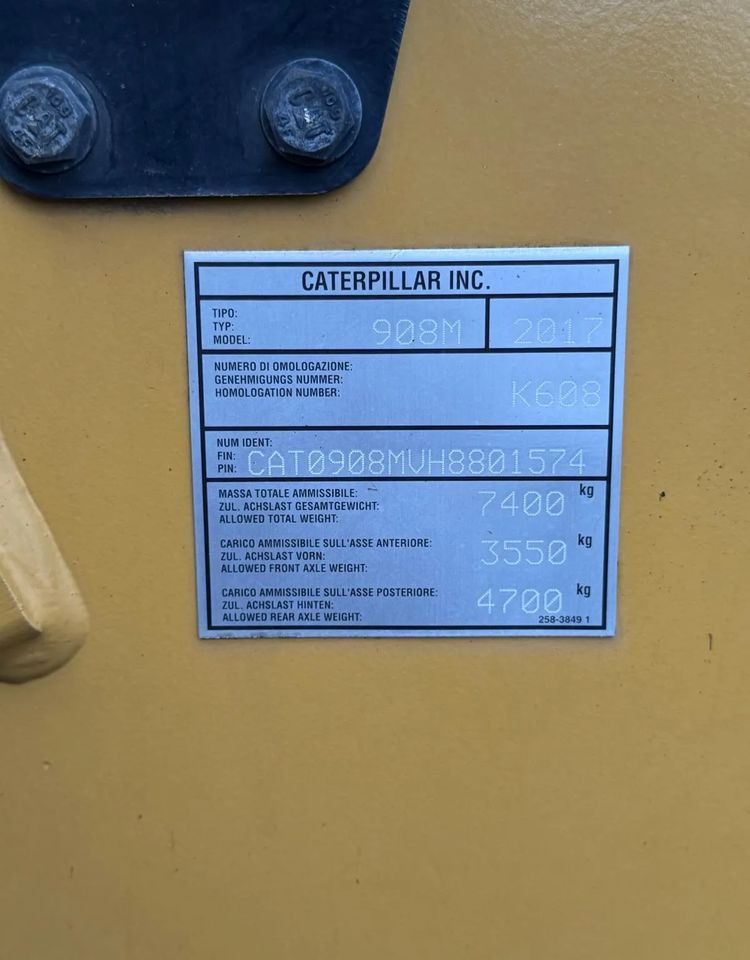 CATERPILLAR INC.
TIPO:
TYP:
MODEL: 908M 2017
NUMERO DI OMOLOGAZIONE:
GENEHMIGUNGS NUMMER:
HOMOLOGATION NUMBER: K608
NUM IDENT:
FIN:
PIN: CAT0908MVH8801574
MASSA TOTALE AMMISSIBILE:
ZUL. ACHSLAST GESAMTGEWICHT: 7400 kg
ALLOWED TOTAL WEIGHT:
CARICO AMMISSIBILE SULL'ASSE ANTERIORE:
ZUL. ACHSLAST VORN: 3550 kg
ALLOWED FRONT AXLE WEIGHT:
CARICO AMMISSIBILE SULL'ASSE POSTERIORE:
ZUL. ACHSLAST HINTEN: 4700 kg
ALLOWED REAR AXLE WEIGHT:
258-3849 1